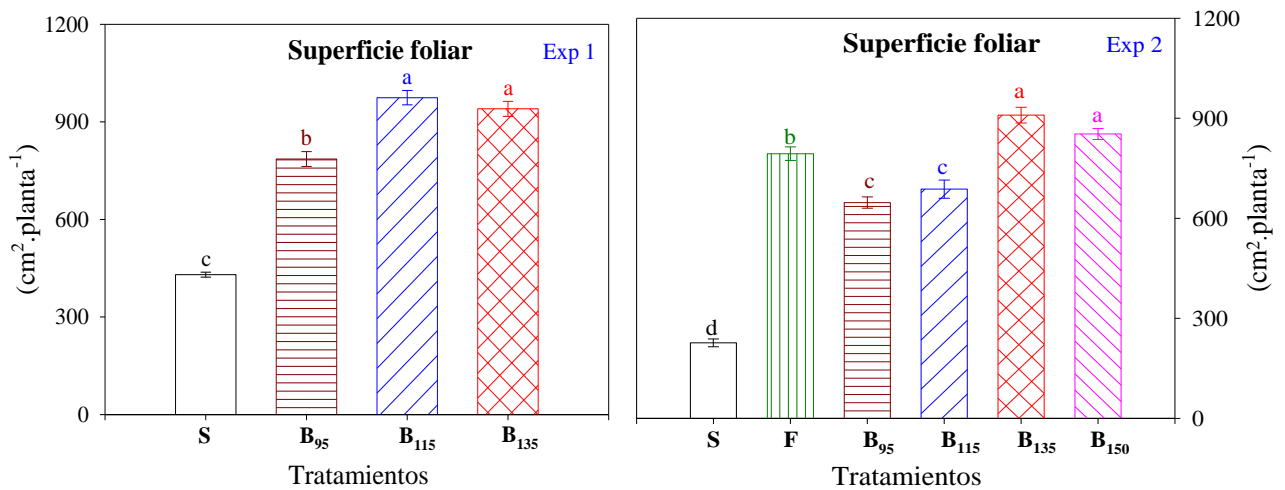 Superficie foliar
Exp 1
(cm².planta⁻¹)
1200
900
600
300
0
c
b
a
a
S
B₉₅
B₁₁₅
B₁₃₅
Tratamientos
Superficie foliar
Exp 2
d
b
c
c
a
a
S
F
B₉₅
B₁₁₅
B₁₃₅
B₁₅₀
Tratamientos
1200
900
600
300
0
(cm².planta⁻¹)